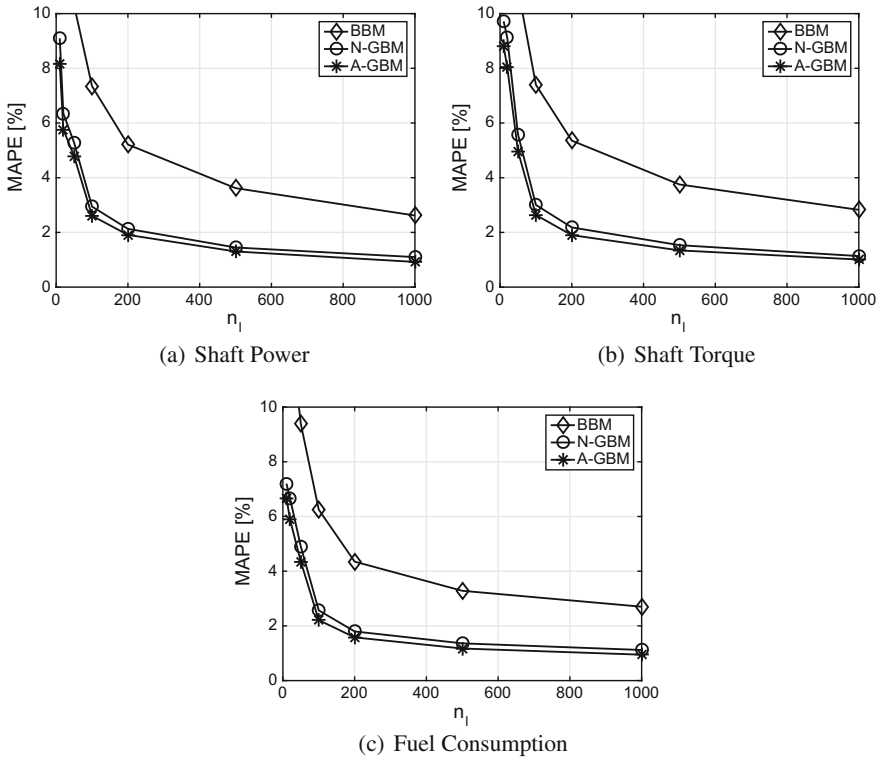 10
8
6
4
2
0
MAPE [%]
BBM
N-GBM
A-GBM
0 200 400 600 800 1000
n_l
(a) Shaft Power
10
8
6
4
2
0
MAPE [%]
BBM
N-GBM
A-GBM
0 200 400 600 800 1000
n_l
(b) Shaft Torque
10
8
6
4
2
0
MAPE [%]
BBM
N-GBM
A-GBM
0 200 400 600 800 1000
n_l
(c) Fuel Consumption